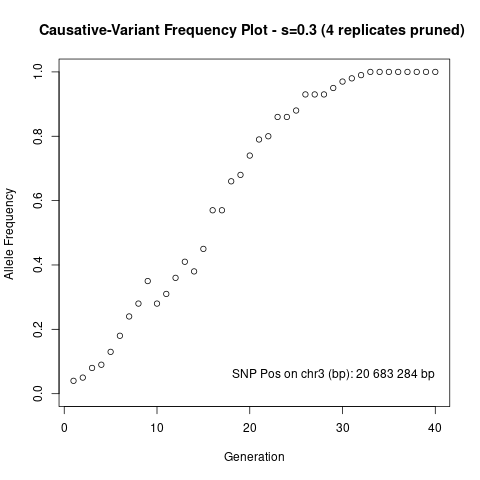 Causative-Variant Frequency Plot - s=0.3 (4 replicates pruned)
1.0
0.8
0.6
0.4
0.2
0.0
Allele Frequency
SNP Pos on chr3 (bp): 20 683 284 bp
0 10 20 30 40
Generation